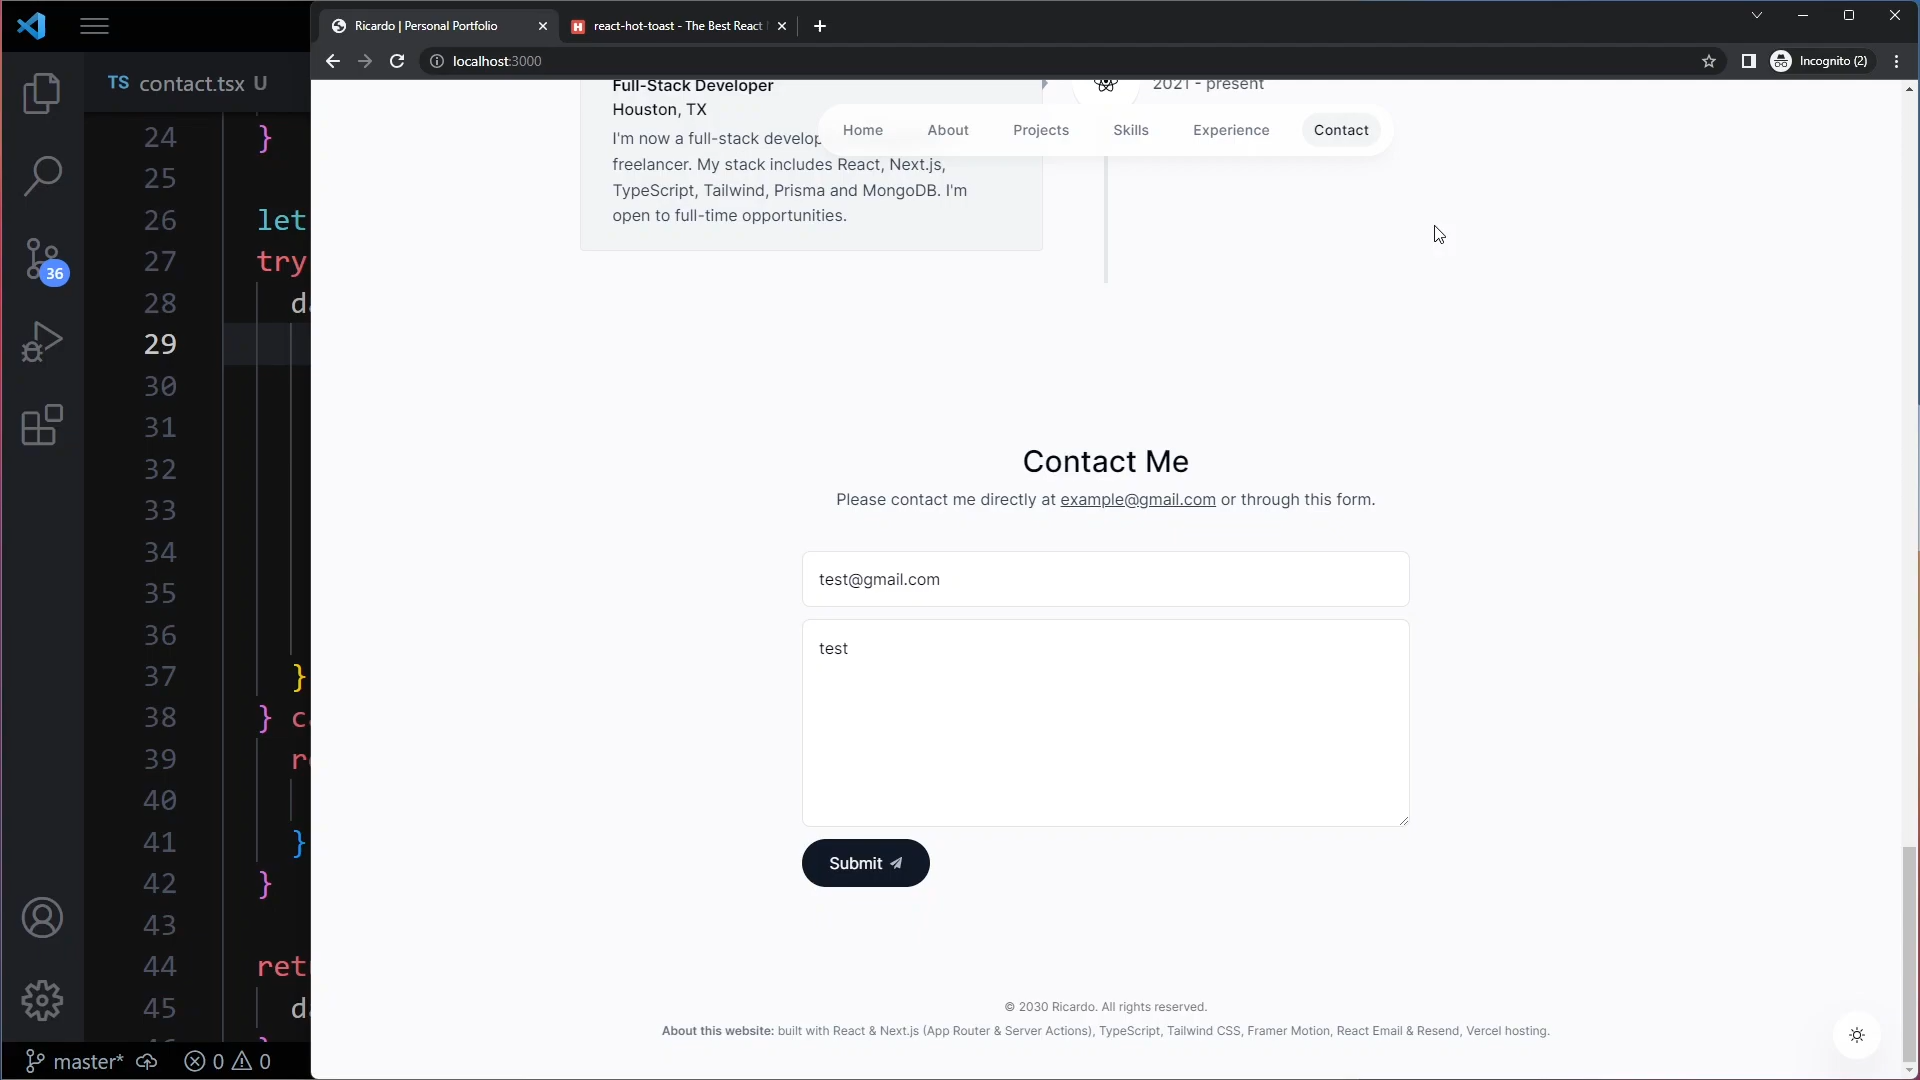 Ricardo | Personal Portfolio
react-hot-toast - The Best React
localhost:3000
Incognito (2)
TS contact.tsx U
24 }
25
26 let
27 try
28
29
30
31
32
33
34
35
36
37 }
38 }
39
40
41 }
42 }
43
44
45
36
master*
0 0
Full-Stack Developer
2021 - present
Houston, TX
Home About Projects Skills Experience Contact
I'm now a full-stack
freelancer. My stack includes React, Next.js,
TypeScript, Tailwind, Prisma and MongoDB. I'm
open to full-time opportunities.
Contact Me
Please contact me directly at example@gmail.com or through this form.
test@gmail.com
test
Submit
© 2030 Ricardo. All rights reserved.
About this website: built with React & Next.js (App Router & Server Actions), TypeScript, Tailwind CSS, Framer Motion, React Email & Resend, Vercel hosting.